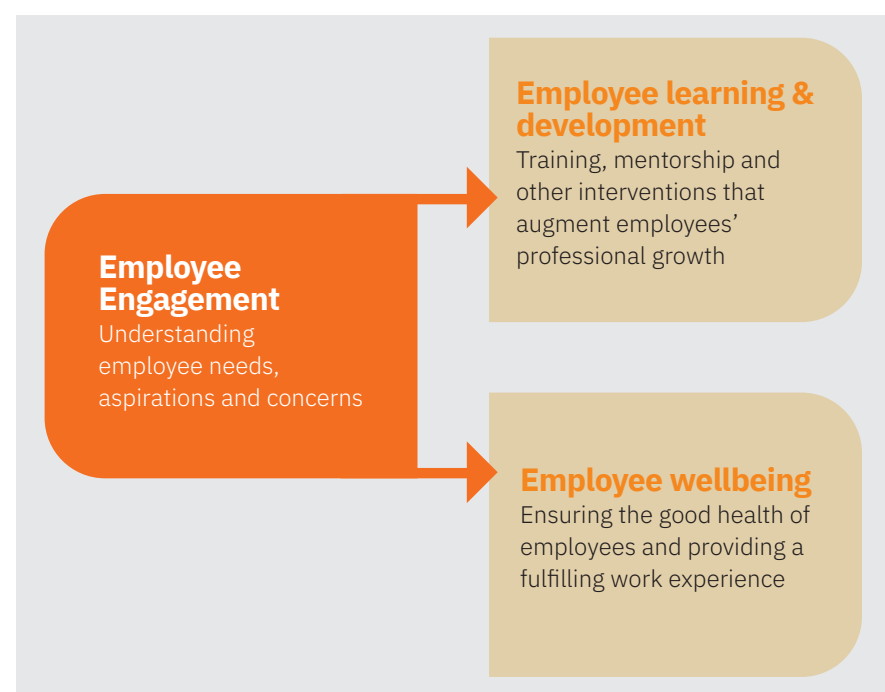 Employee
Engagement
Understanding
employee needs,
aspirations and concerns
Employee learning &
development
Training, mentorship and
other interventions that
augment employees’
professional growth
Employee wellbeing
Ensuring the good health of
employees and providing a
fulfilling work experience